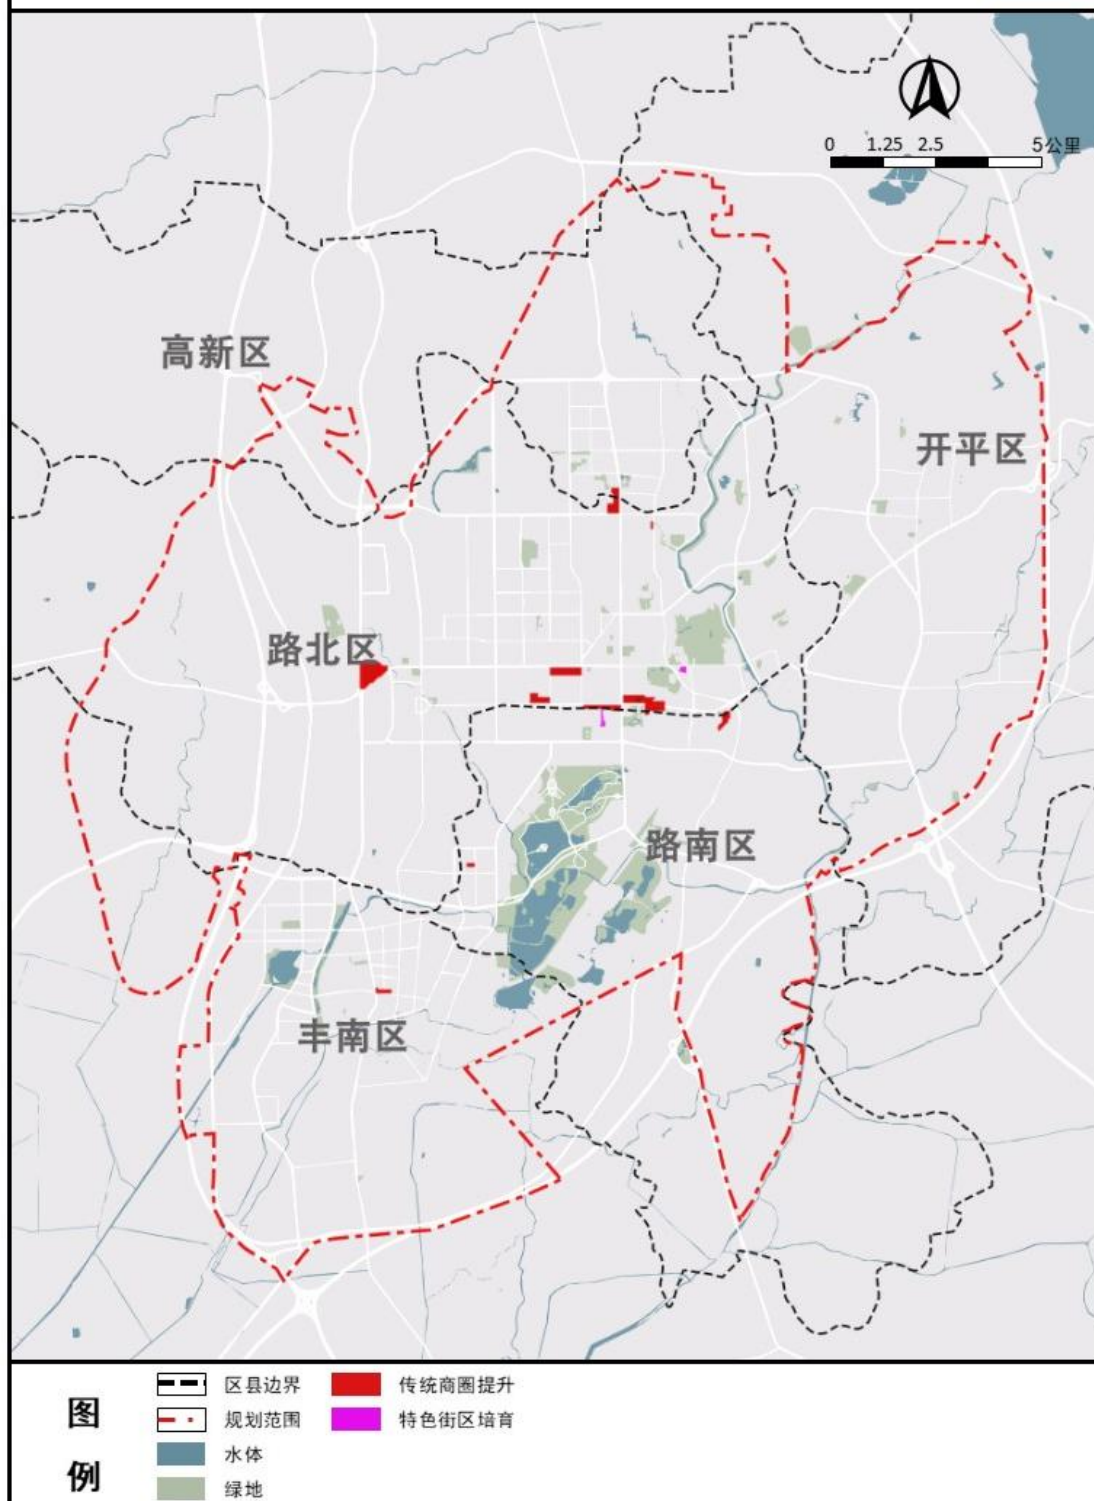 0 1.25 2.5 5公里
高新区
开平区
路北区
路南区
丰南区
图例
区县边界
规划范围
水体
绿地
传统商圈提升
特色街区培育